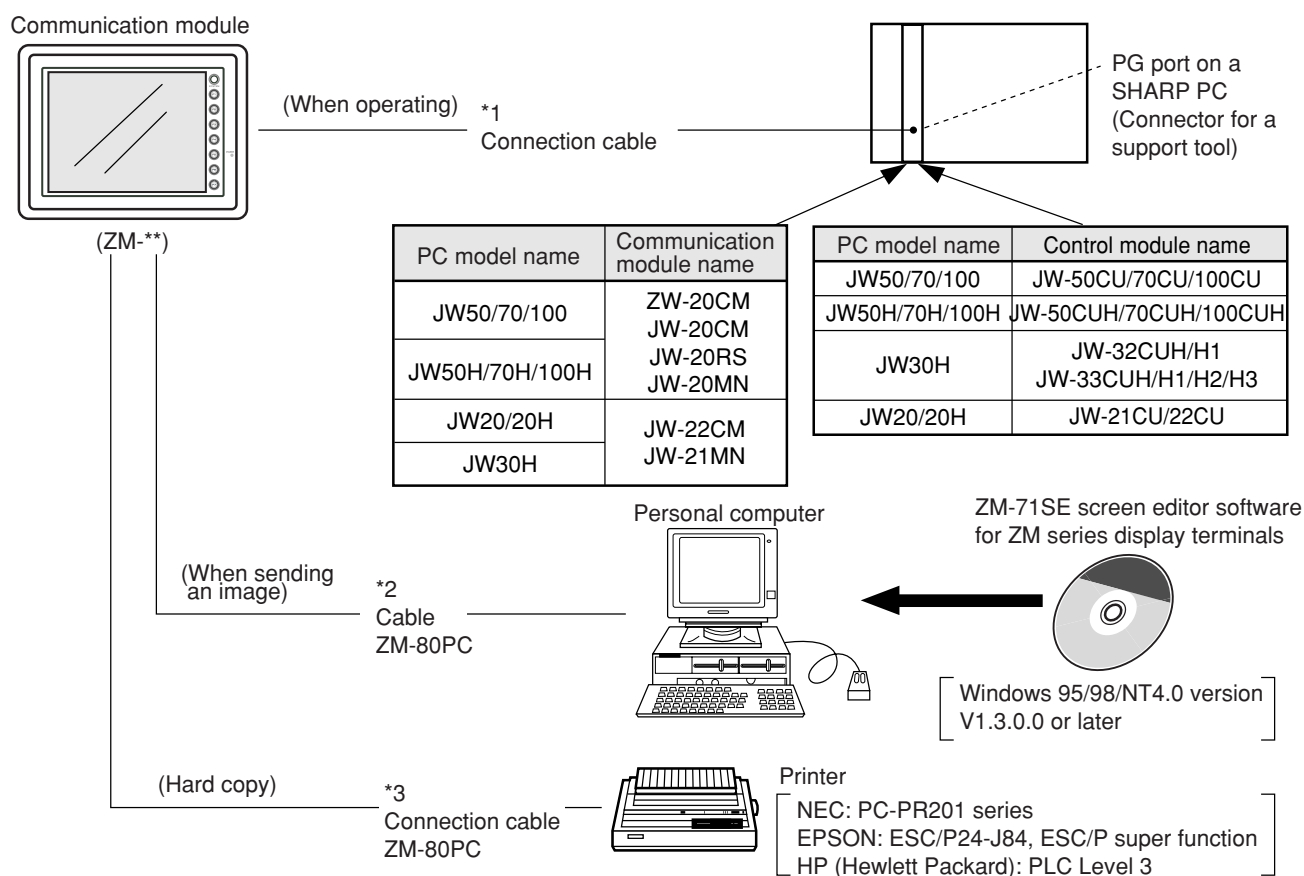 Communication module
(When operating)
*1
Connection cable
PG port on a
SHARP PC
(Connector for a
support tool)
(ZM-**)
PC model name
Communication
module name
JW50/70/100
JW50H/70H/100H
ZW-20CM
JW-20CM
JW-20RS
JW-20MN
JW20/20H
JW30H
JW-22CM
JW-21MN
PC model name
Control module name
JW50/70/100
JW-50CU/70CU/100CU
JW50H/70H/100H
JW-50CUH/70CUH/100CUH
JW30H
JW-32CUH/H1
JW-33CUH/H1/H2/H3
JW20/20H
JW-21CU/22CU
(When sending
an image)
*2
Cable
ZM-80PC
Personal computer
ZM-71SE screen editor software
for ZM series display terminals
Windows 95/98/NT4.0 version
V1.3.0.0 or later
(Hard copy)
*3
Connection cable
ZM-80PC
Printer
NEC: PC-PR201 series
EPSON: ESC/P24-J84, ESC/P super function
HP (Hewlett Packard): PLC Level 3